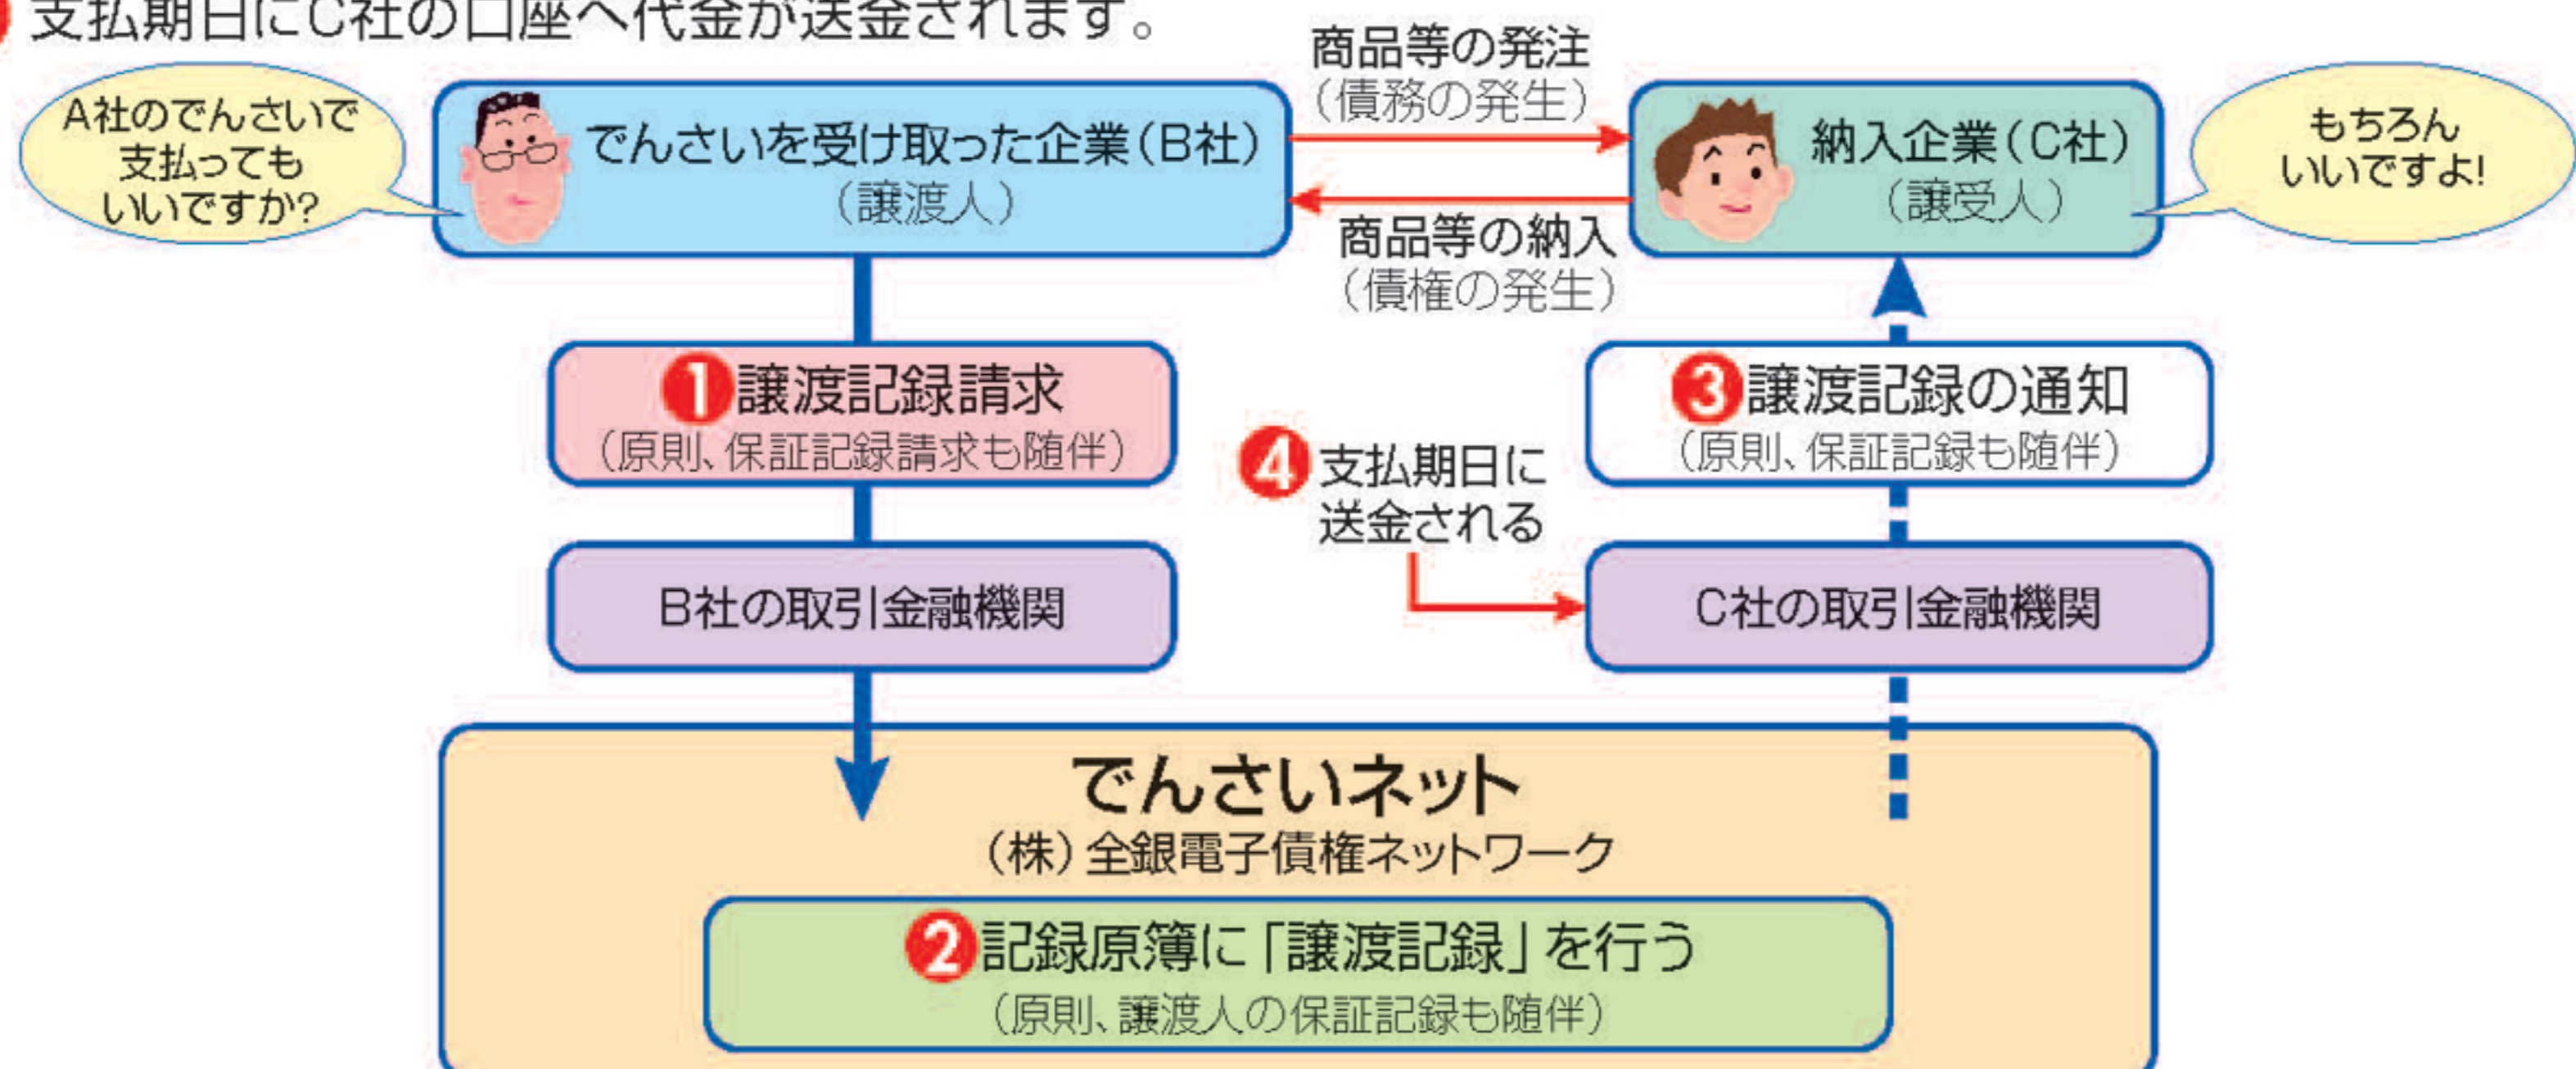 支払期日にC社の口座へ代金が送金されます。
A社のでんさいで
支払っても
いいですか?
でんさいを受け取った企業(B社)
(譲渡人)
商品等の発注
(債務の発生)
商品等の納入
(債権の発生)
納入企業(C社)
(譲受人)
もちろん
いいですよ!
❶譲渡記録請求
(原則、保証記録請求も随伴)
❸譲渡記録の通知
(原則、保証記録も随伴)
❹支払期日に
送金される
B社の取引金融機関
C社の取引金融機関
でんさいネット
(株)全銀電子債権ネットワーク
❷記録原簿に「譲渡記録」を行う
(原則、譲渡人の保証記録も随伴)